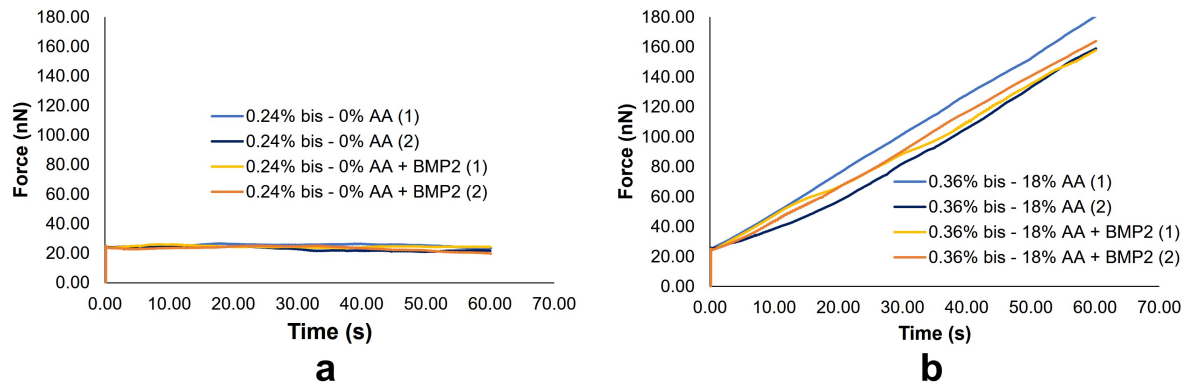 180.00
160.00
140.00
120.00
100.00
80.00
60.00
40.00
20.00
0.00
Force (nN)
0.24% bis - 0% AA (1)
0.24% bis - 0% AA (2)
0.24% bis - 0% AA + BMP2 (1)
0.24% bis - 0% AA + BMP2 (2)
0.00 10.00 20.00 30.00 40.00 50.00 60.00 70.00
Time (s)
a
180.00
160.00
140.00
120.00
100.00
80.00
60.00
40.00
20.00
0.00
Force (nN)
0.36% bis - 18% AA (1)
0.36% bis - 18% AA (2)
0.36% bis - 18% AA + BMP2 (1)
0.36% bis - 18% AA + BMP2 (2)
0.00 10.00 20.00 30.00 40.00 50.00 60.00 70.00
Time (s)
b